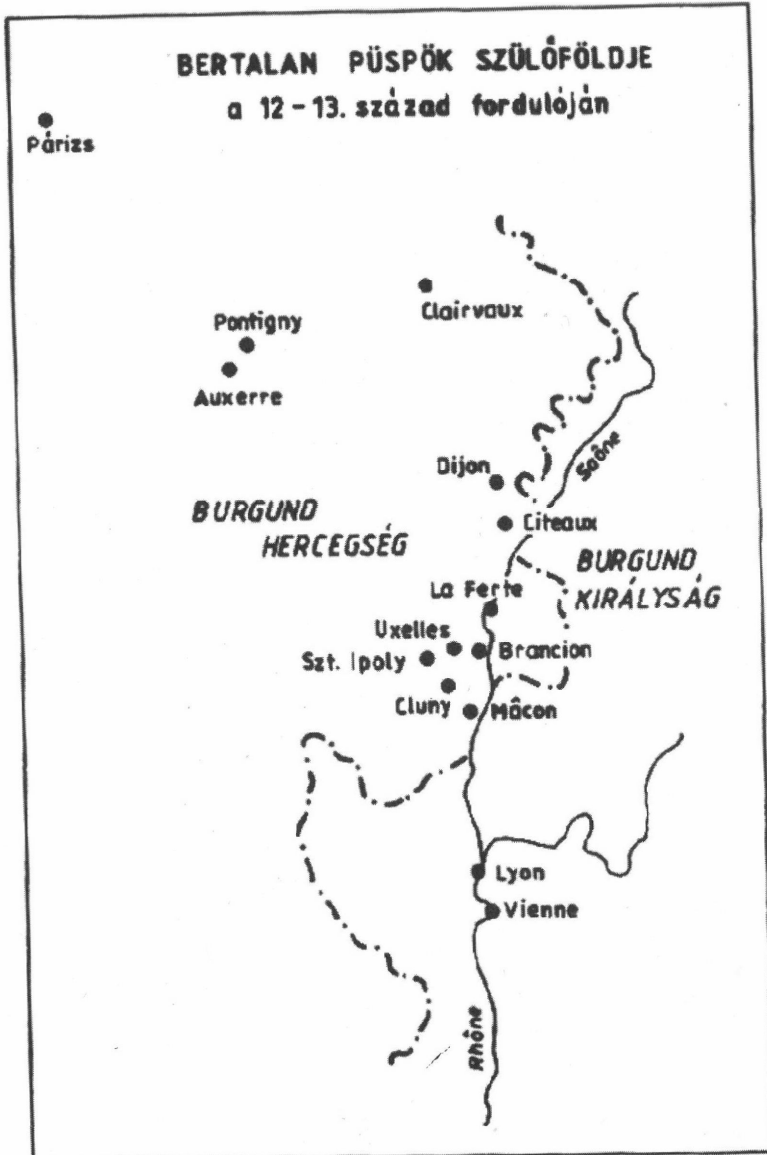 BERTALAN PÜSPÖK SZÜLŐFÖLDJE
a 12-13. század fordulóján
Párizs
Clairvaux
Pontigny
Auxerre
Saône
Dijon
Citeaux
BURGUND
HERCEGSÉG
BURGUND
KIRÁLYSÁG
La Ferte
Uxelles
Brancion
Szt. Ipoly
Cluny
Mâcon
Lyon
Vienne
Rhône